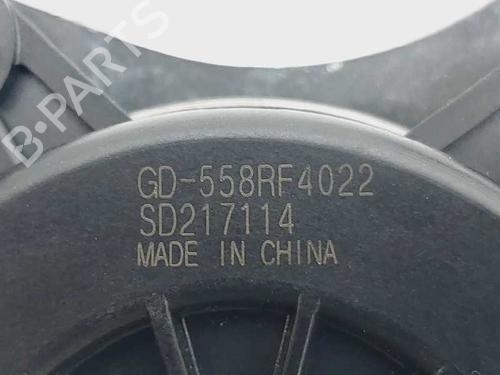 B-PARTS
GD-558RF4022
SD217114
MADE IN CHINA